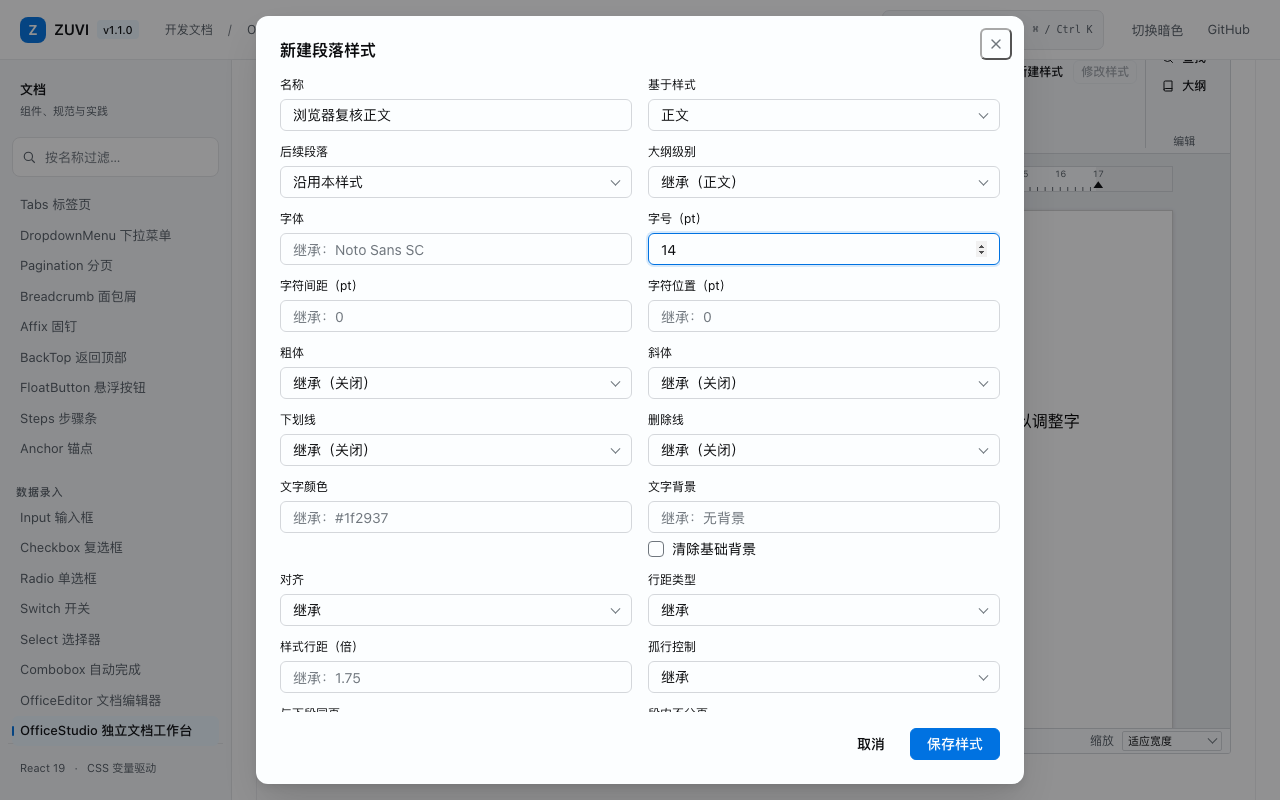 Z ZUVI v1.1.0 开发文档 / O
⌘ / Ctrl K 切换暗色 GitHub
文档
组件、规范与实践
按名称过滤...
Tabs 标签页
DropdownMenu 下拉菜单
Pagination 分页
Breadcrumb 面包屑
Affix 固钉
BackTop 返回顶部
FloatButton 悬浮按钮
Steps 步骤条
Anchor 锚点
数据录入
Input 输入框
Checkbox 复选框
Radio 单选框
Switch 开关
Select 选择器
Combobox 自动完成
OfficeEditor 文档编辑器
OfficeStudio 独立文档工作台
React 19 · CSS 变量驱动
新建段落样式
名称 基于样式
浏览器复核正文 正文
后续段落 大纲级别
沿用本样式 继承（正文）
字体 字号（pt）
继承：Noto Sans SC 14
字符间距（pt） 字符位置（pt）
继承：0 继承：0
粗体 斜体
继承（关闭） 继承（关闭）
下划线 删除线
继承（关闭） 继承（关闭）
文字颜色 文字背景
继承：#1f2937 继承：无背景
清除基础背景
对齐 行距类型
继承 继承
样式行距（倍） 孤行控制
继承：1.75 继承
取消 保存样式
建样式 修改样式
大纲
编辑
16 17
以调整字
缩放 适应宽度